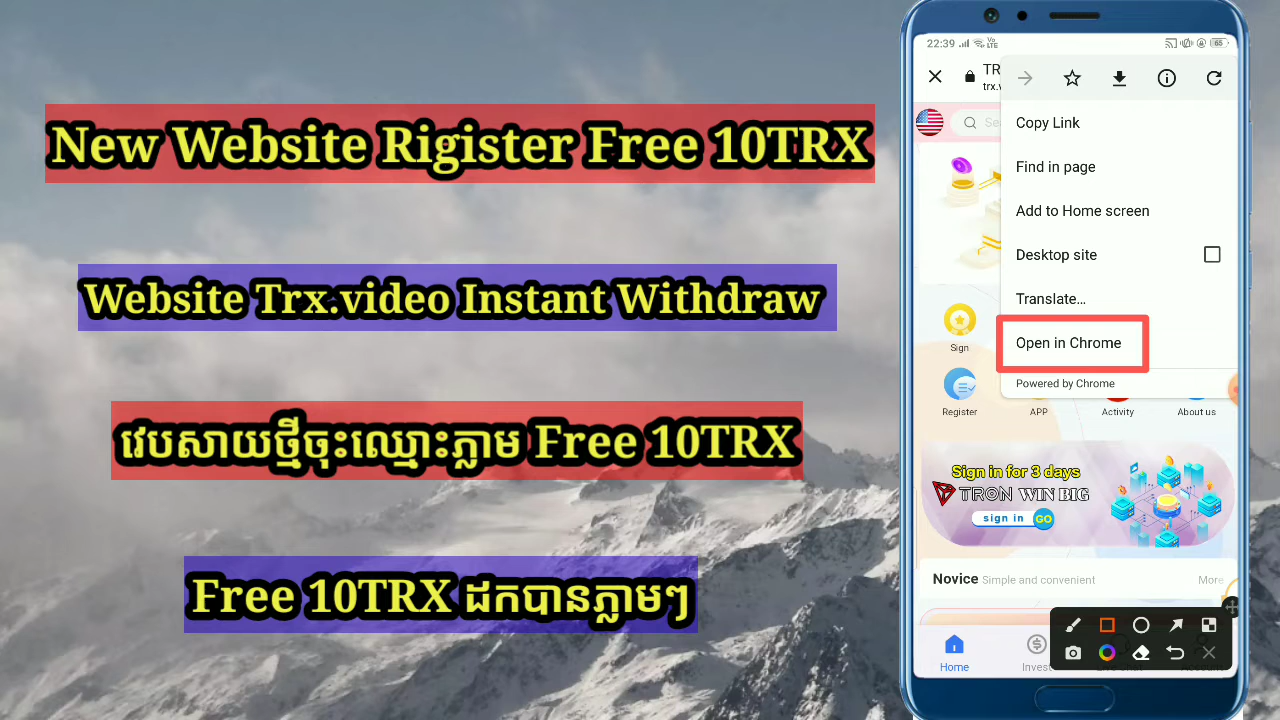 New Website Rigister Free 10TRX
Website Trx.video Instant Withdraw
វេបសាយថ្មីចុះឈ្មោះភ្លាម Free 10TRX
Free 10TRX ដកបានភ្លាមៗ
22:39
Vo LTE
65
TR
trx.v
Copy Link
Find in page
Add to Home screen
Desktop site
Translate…
Open in Chrome
Powered by Chrome
Sign
Register
APP
Activity
About us
Sign in for 3 days
TRON WIN BIG
sign in GO
Novice Simple and convenient
More
Home
Invest